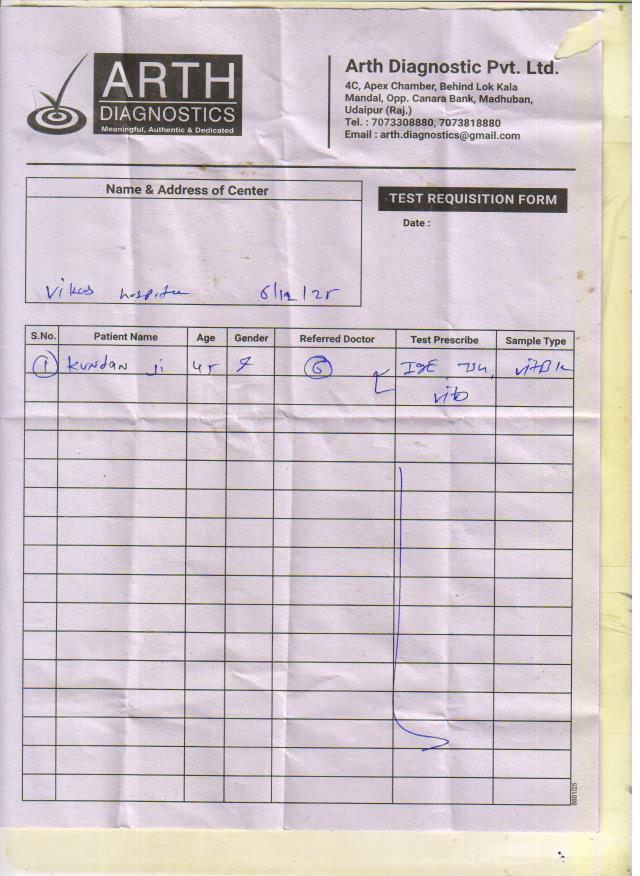 ARTH
DIAGNOSTICS
Meaningful, Authentic & Dedicated
Arth Diagnostic Pvt. Ltd.
4C, Apex Chamber, Behind Lok Kala
Mandal, Opp. Canara Bank, Madhuban,
Udaipur (Raj.)
Tel. : 7073308880, 7073818880
Email : arth.diagnostics@gmail.com
Name & Address of Center
TEST REQUISITION FORM
Date :
Vikas hospital 6/12/25
S.No. Patient Name Age Gender Referred Doctor Test Prescribe Sample Type
1 Kundan ji 45 IgE, TSH, VitB12
VitD
8801/25